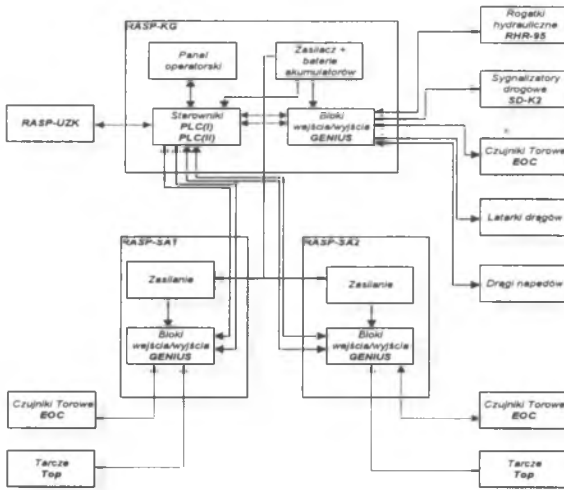 RASP-KG
Panel
operatorski
Zasilacz +
baterie
akumulatorów
Rogatki
hydrauliczne
RHR-95
Sygnalizatory
drogowe
SD-K2
RASP-UZK
Sterowniki
PLC(I)
PLC(II)
Bloki
wejścia/wyjścia
GENIUS
Czujniki Torowe
EOC
Latarki drągów
Drągi napędów
RASP-SA1
Zasilanie
Bloki
wejścia/wyjścia
GENIUS
RASP-SA2
Zasilanie
Bloki
wejścia/wyjścia
GENIUS
Czujniki Torowe
EOC
Czujniki Torowe
EOC
Tarcze
Top
Tarcze
Top